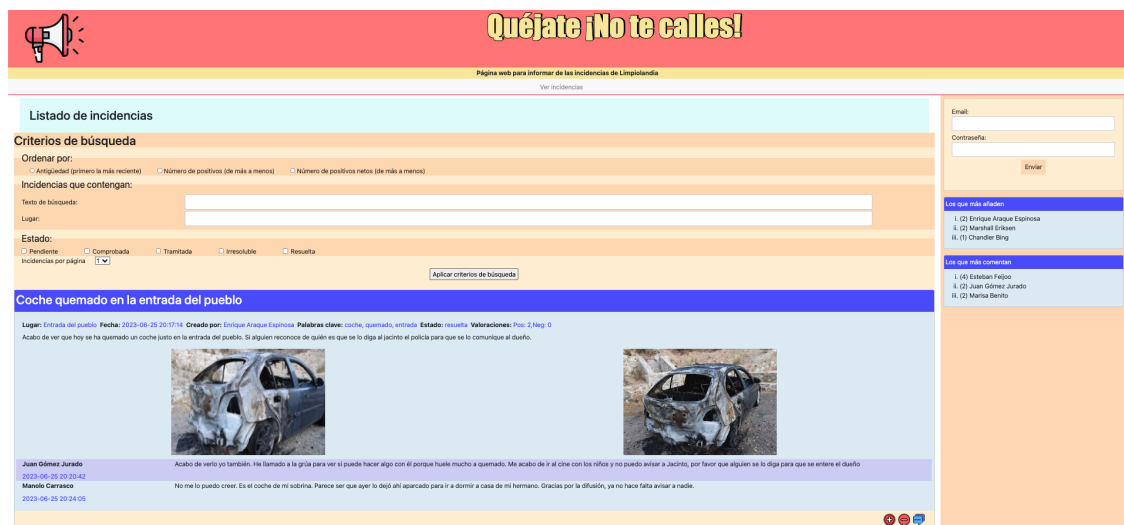 Quéjate ¡No te calles!
Página web para informar de las incidencias de Limpiolandia
Ver incidencias
Listado de incidencias
Criterios de búsqueda
Ordenar por:
Antigüedad (primero la más reciente) Número de positivos (de más a menos) Número de positivos netos (de más a menos)
Incidencias que contengan:
Texto de búsqueda:
Lugar:
Estado:
Pendiente Comprobada Tramitada Irresoluble Resuelta
Incidencias por página 1
Aplicar criterios de búsqueda
Coche quemado en la entrada del pueblo
Lugar: Entrada del pueblo Fecha: 2023-06-25 20:17:14 Creado por: Enrique Araque Espinosa Palabras clave: coche, quemado, entrada Estado: resuelta Valoraciones: Pos: 2,Neg: 0
Acabo de ver que hoy se ha quemado un coche justo en la entrada del pueblo. Si alguien reconoce de quién es que se lo diga al jacinto el policía para que se lo comunique al dueño.
Juan Gómez Jurado Acabo de verlo yo también. He llamado a la grúa para ver si puede hacer algo con él porque huele mucho a quemado. Me acabo de ir al cine con los niños y no puedo avisar a Jacinto, por favor que alguien se lo diga para que se entere el dueño
2023-06-25 20:20:42
Manolo Carrasco No me lo puedo creer. Es el coche de mi sobrina. Parece ser que ayer lo dejó ahí aparcado para ir a dormir a casa de mi hermano. Gracias por la difusión, ya no hace falta avisar a nadie.
2023-06-25 20:24:05
Email:
Contraseña:
Enviar
Los que más añaden
i. (2) Enrique Araque Espinosa
ii. (2) Marshall Eriksen
iii. (1) Chandler Bing
Los que más comentan
i. (4) Esteban Feijoo
ii. (2) Juan Gómez Jurado
iii. (2) Marisa Benito